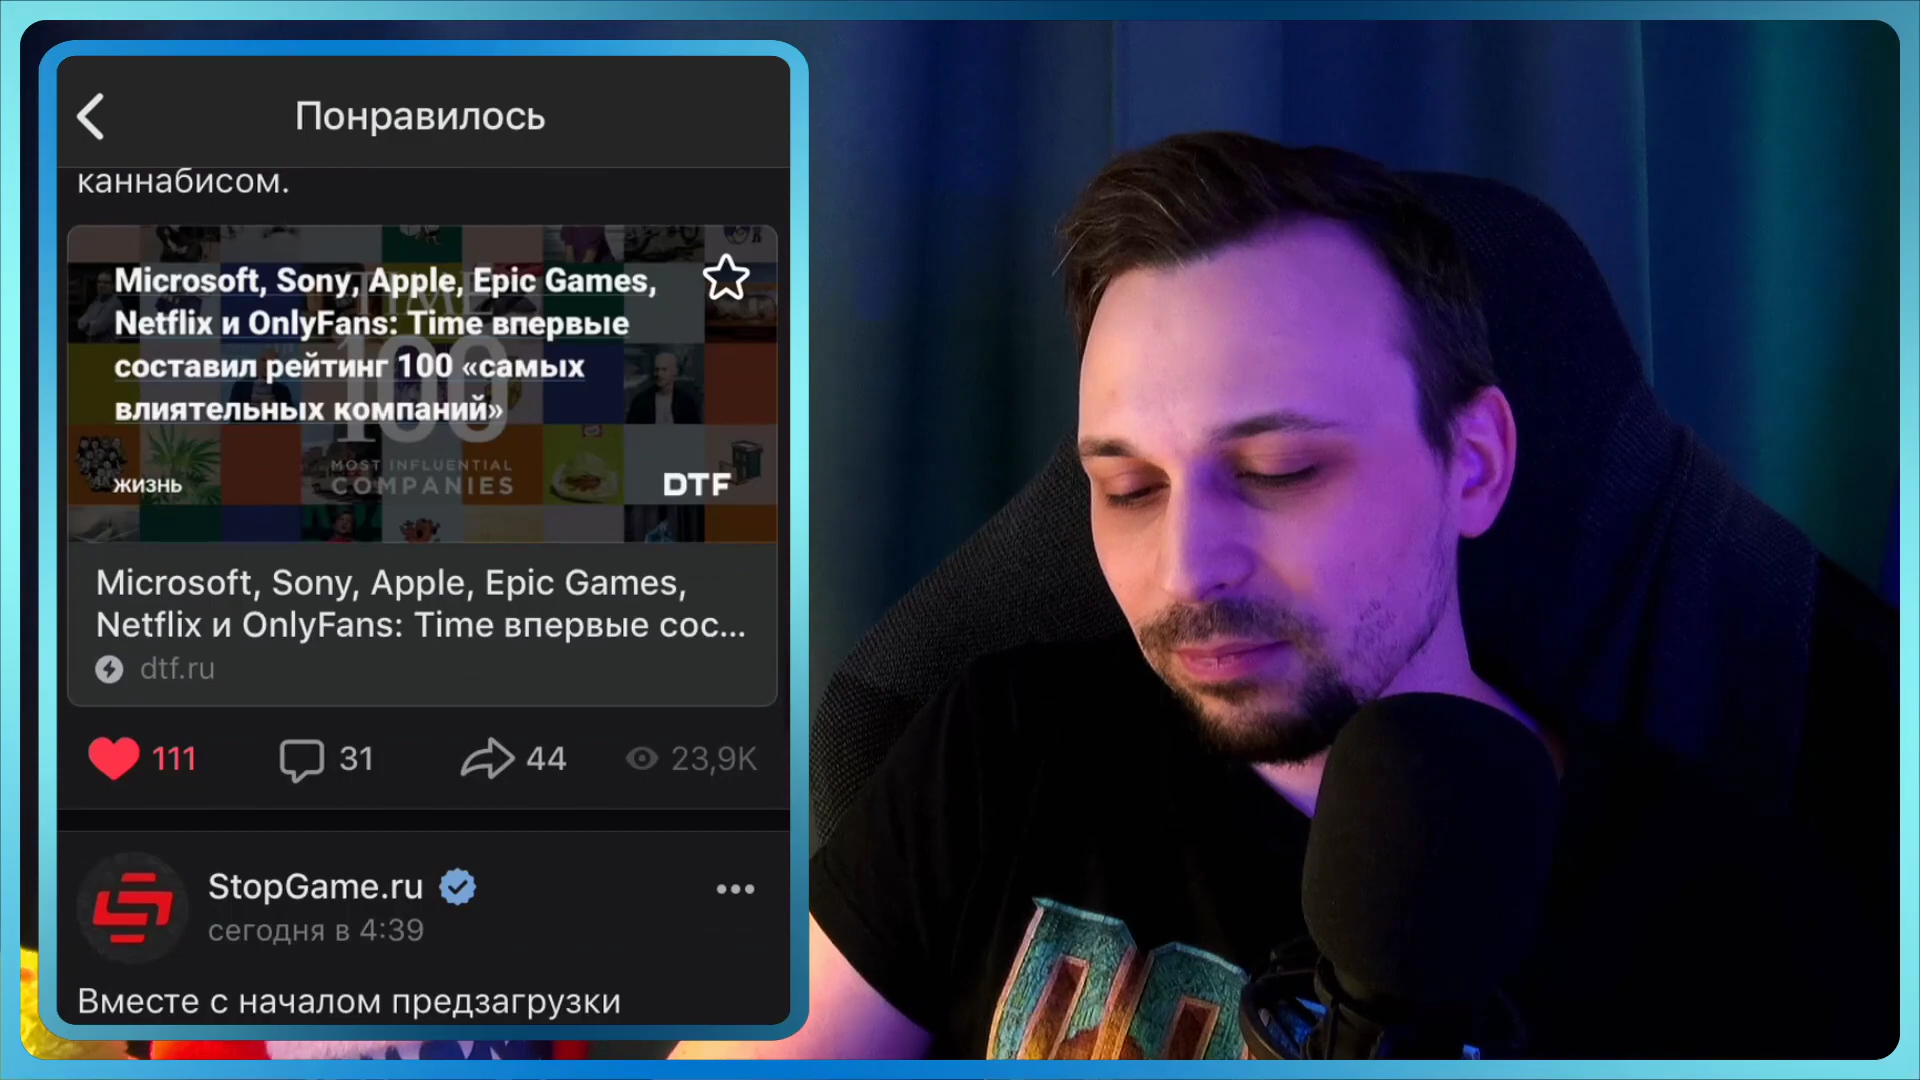 Понравилось
каннабисом.
Microsoft, Sony, Apple, Epic Games,
Netflix и OnlyFans: Time впервые
составил рейтинг 100 «самых
влиятельных компаний»
TIME
100
MOST INFLUENTIAL
COMPANIES
жизнь
DTF
Microsoft, Sony, Apple, Epic Games,
Netflix и OnlyFans: Time впервые сос...
dtf.ru
111
31
44
23,9K
StopGame.ru
сегодня в 4:39
Вместе с началом предзагрузки